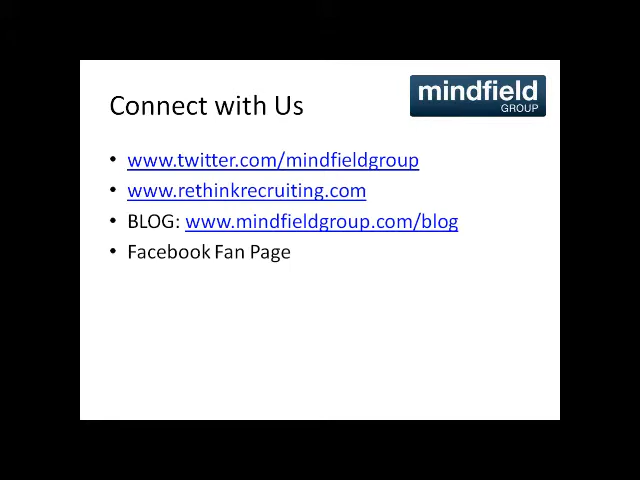 Connect with Us
mindfield
GROUP
• www.twitter.com/mindfieldgroup
• www.rethinkrecruiting.com
• BLOG: www.mindfieldgroup.com/blog
• Facebook Fan Page